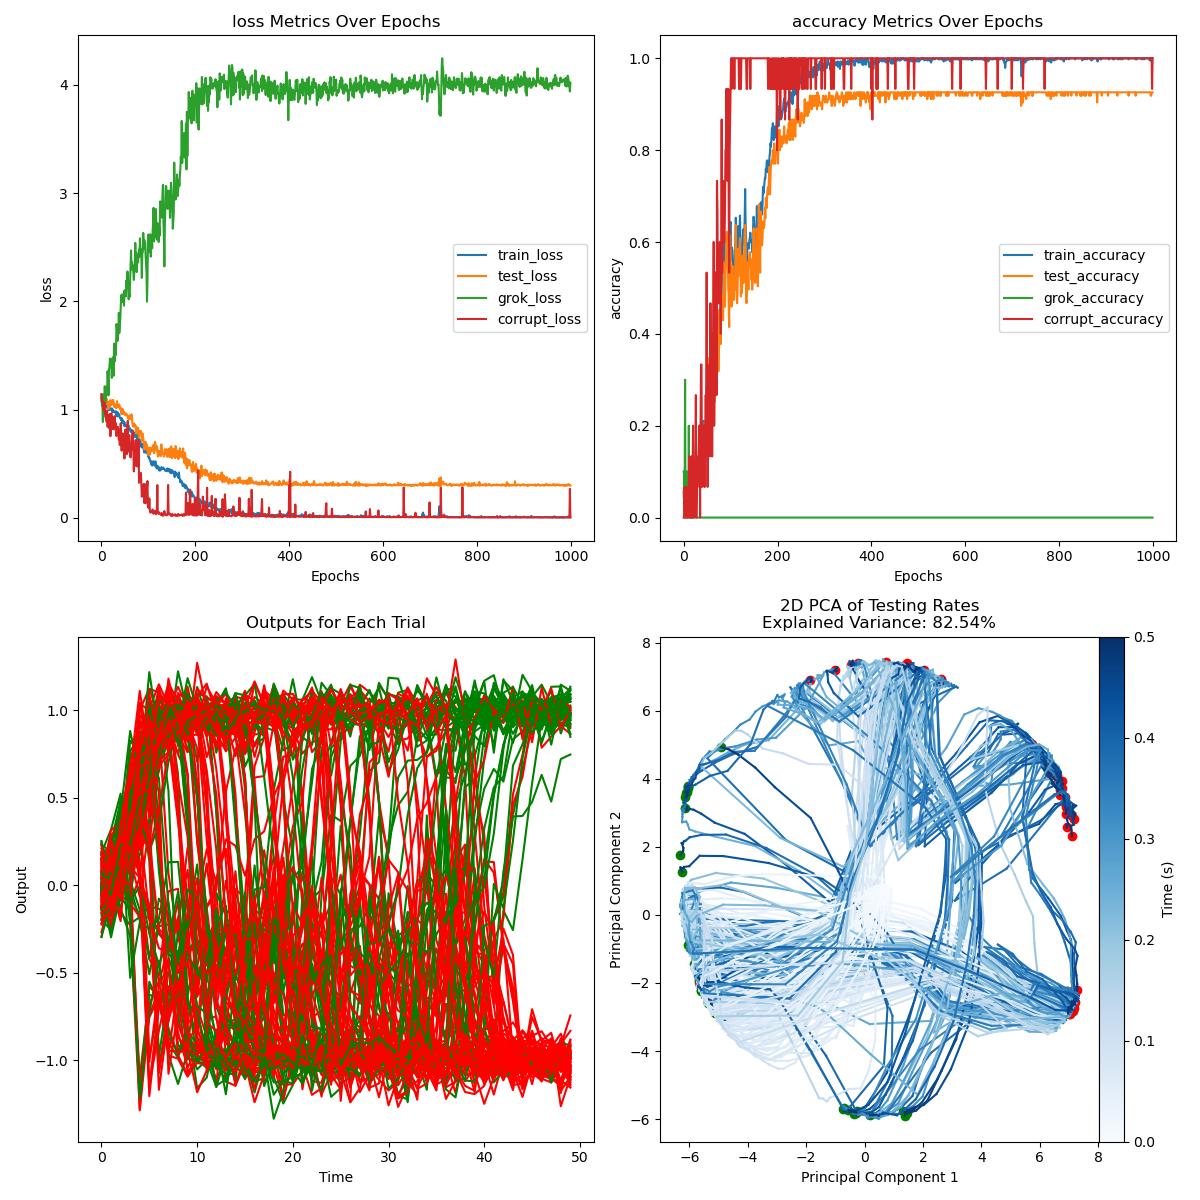 loss Metrics Over Epochs
4
3
2
1
0
loss
0 200 400 600 800 1000
Epochs
train_loss
test_loss
grok_loss
corrupt_loss
accuracy Metrics Over Epochs
1.0
0.8
0.6
0.4
0.2
0.0
accuracy
0 200 400 600 800 1000
Epochs
train_accuracy
test_accuracy
grok_accuracy
corrupt_accuracy
Outputs for Each Trial
1.0
0.5
0.0
−0.5
−1.0
Output
0 10 20 30 40 50
Time
2D PCA of Testing Rates
Explained Variance: 82.54%
8
6
4
2
0
−2
−4
−6
Principal Component 2
−6 −4 −2 0 2 4 6 8
Principal Component 1
0.5
0.4
0.3
0.2
0.1
0.0
Time (s)